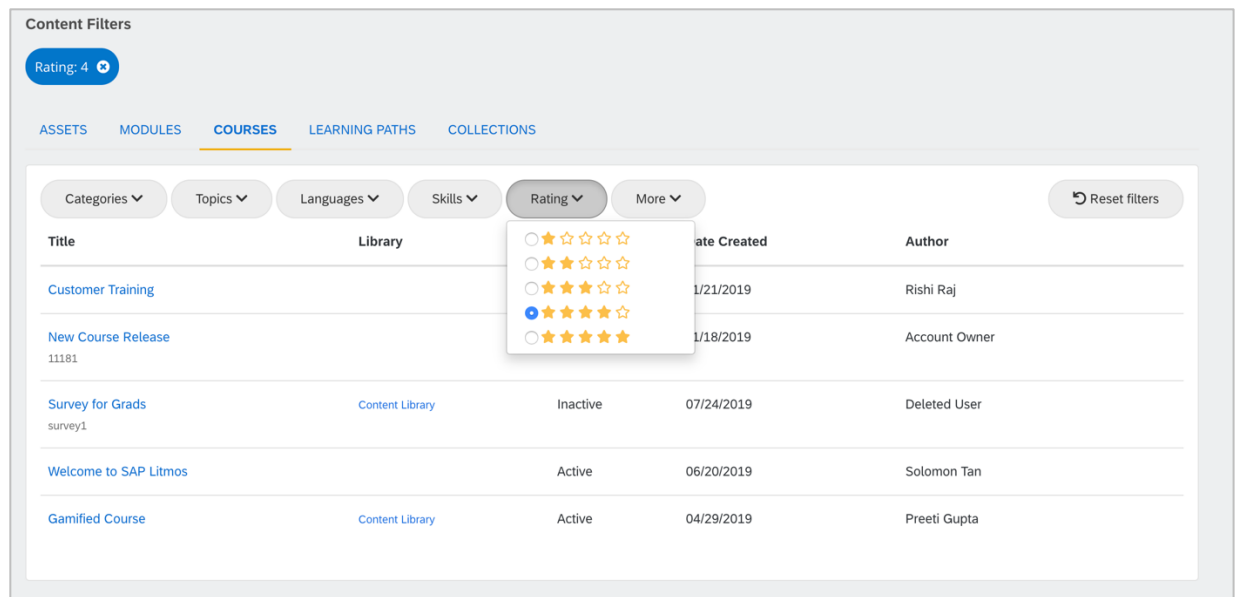 Content Filters
Rating: 4
ASSETS MODULES COURSES LEARNING PATHS COLLECTIONS
Categories Topics Languages Skills Rating More Reset filters
Title Library ate Created Author
Customer Training 1/21/2019 Rishi Raj
New Course Release 1/18/2019 Account Owner
11181
Survey for Grads Content Library Inactive 07/24/2019 Deleted User
survey1
Welcome to SAP Litmos Active 06/20/2019 Solomon Tan
Gamified Course Content Library Active 04/29/2019 Preeti Gupta